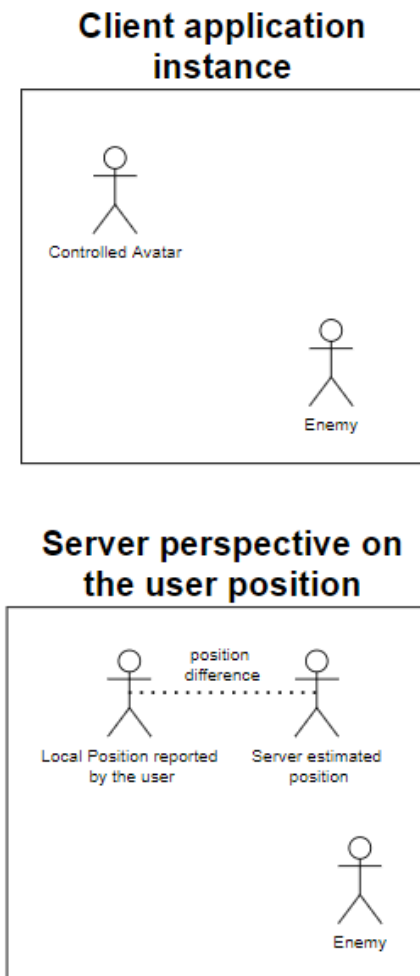 Client application
instance
Controlled Avatar
Enemy
Server perspective on
the user position
position
difference
Local Position reported
by the user
Server estimated
position
Enemy